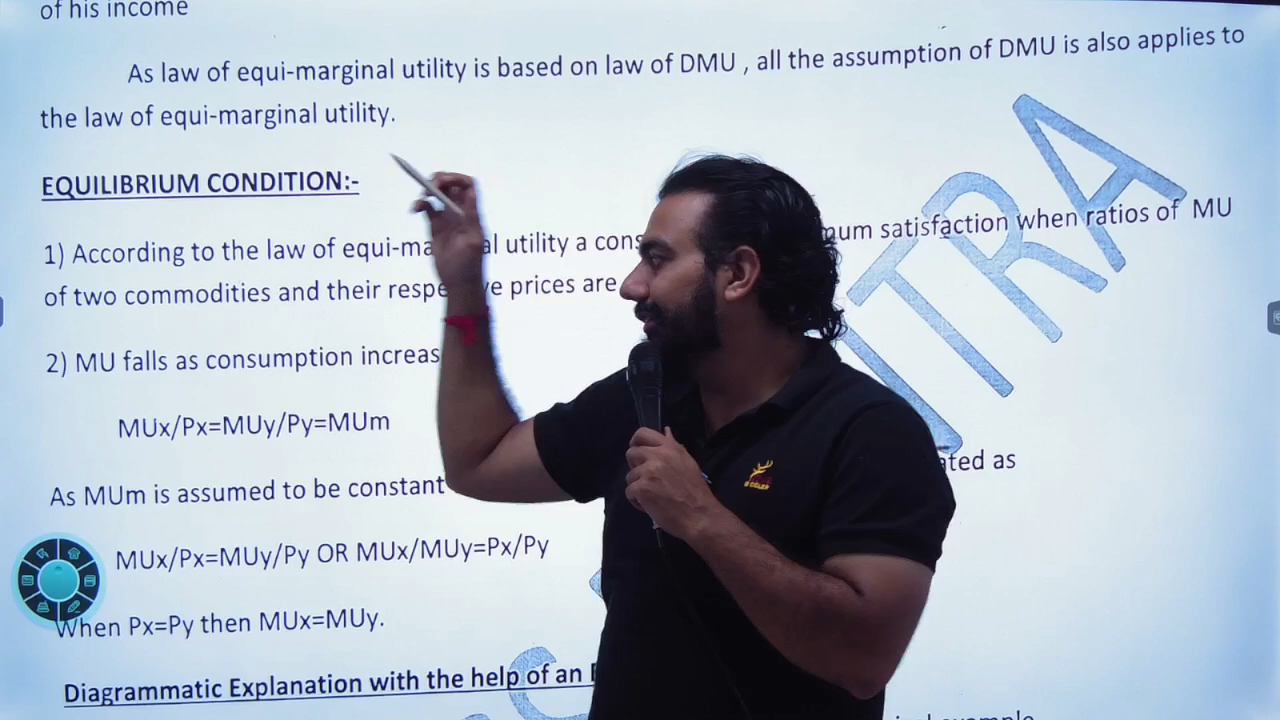 of his income
As law of equi-marginal utility is based on law of DMU , all the assumption of DMU is also applies to
the law of equi-marginal utility.
EQUILIBRIUM CONDITION:-
1) According to the law of equi-ma al utility a cons mum satisfaction when ratios of MU
of two commodities and their respe ve prices are
2) MU falls as consumption increas
MUx/Px=MUy/Py=MUm
As MUm is assumed to be constant ated as
MUx/Px=MUy/Py OR MUx/MUy=Px/Py
When Px=Py then MUx=MUy.
Diagrammatic Explanation with the help of an
example
TRA